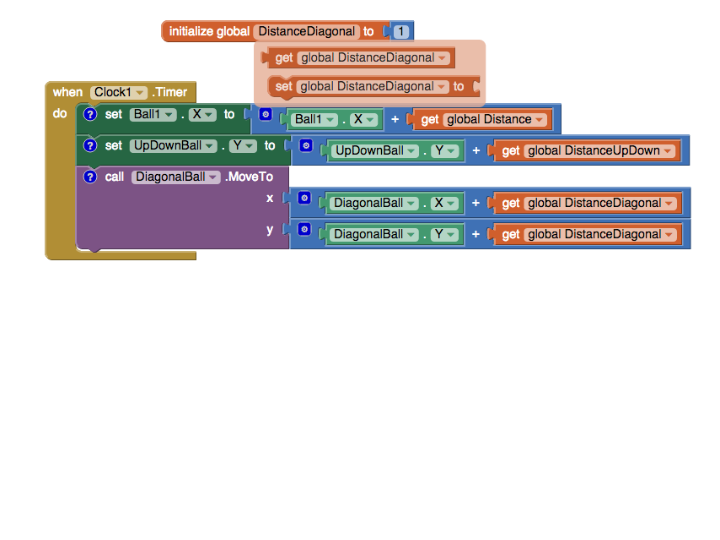 initialize global DistanceDiagonal to 1
get global DistanceDiagonal
set global DistanceDiagonal to
when Clock1 .Timer
do ? set Ball1 . X to Ball1 . X + get global Distance
? set UpDownBall . Y to UpDownBall . Y + get global DistanceUpDown
? call DiagonalBall .MoveTo
x DiagonalBall . X + get global DistanceDiagonal
y DiagonalBall . Y + get global DistanceDiagonal